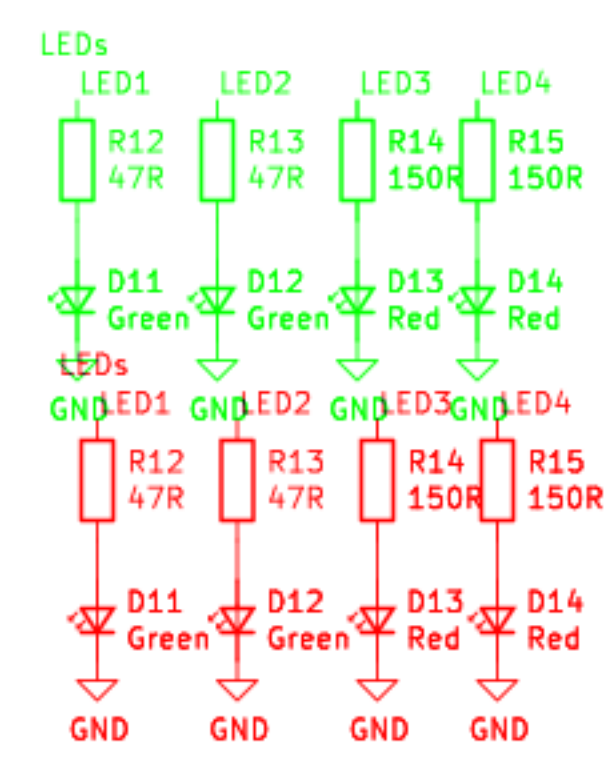 LEDs
LED1 LED2 LED3 LED4
R12 R13 R14 R15
47R 47R 150R 150R
D11 D12 D13 D14
Green Green Red Red
LEDs
GND GND GND GND
LED1 LED2 LED3 LED4
R12 R13 R14 R15
47R 47R 150R 150R
D11 D12 D13 D14
Green Green Red Red
GND GND GND GND